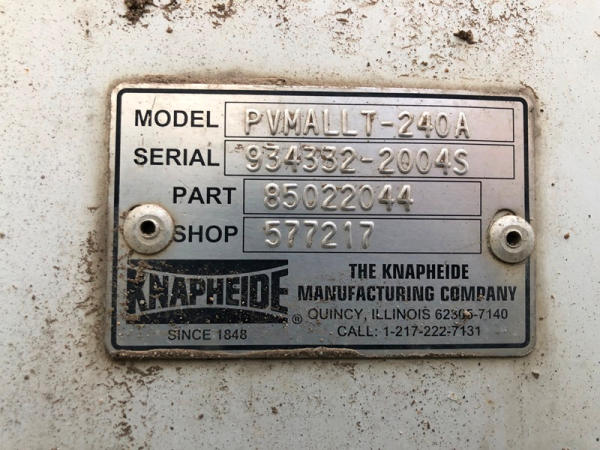 MODEL PVMALLT-240A
SERIAL 934332-2004S
PART 85022044
SHOP 577217
KNAPHEIDE ®
SINCE 1848
THE KNAPHEIDE
MANUFACTURING COMPANY
QUINCY, ILLINOIS 62305-7140
CALL: 1-217-222-7131